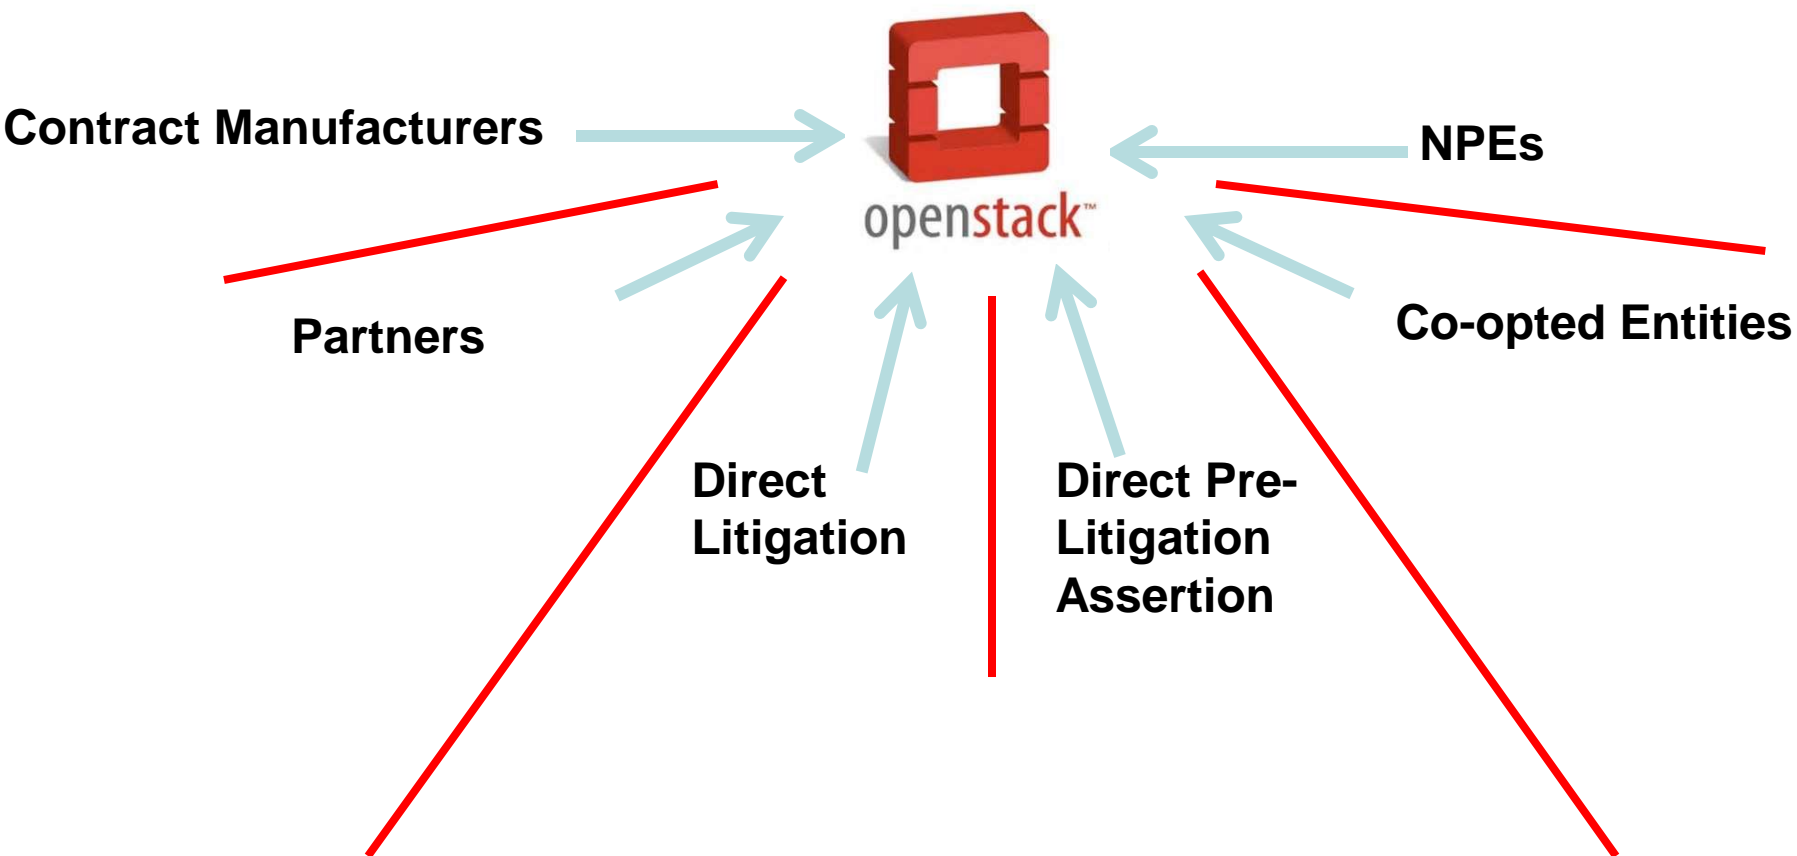 Contract Manufacturers
NPEs
openstack™
Partners
Co-opted Entities
Direct
Litigation
Direct Pre-
Litigation
Assertion